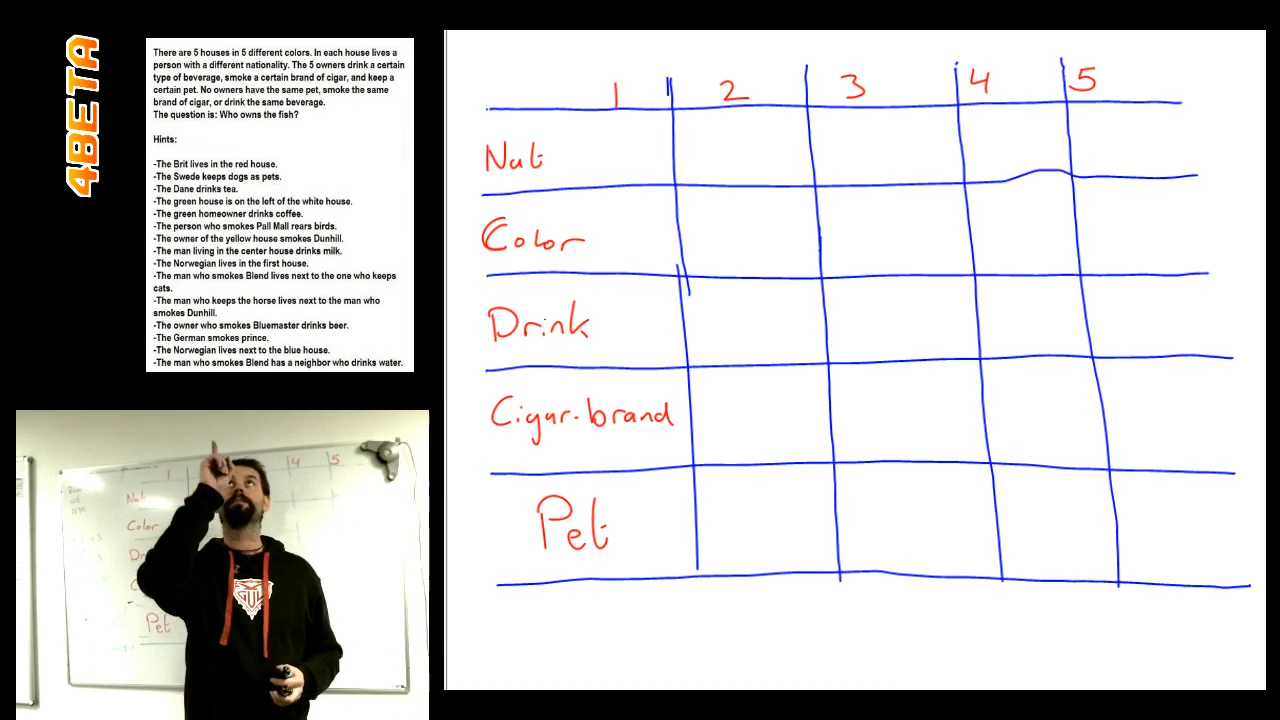 4BETA
There are 5 houses in 5 different colors. In each house lives a
person with a different nationality. The 5 owners drink a certain
type of beverage, smoke a certain brand of cigar, and keep a
certain pet. No owners have the same pet, smoke the same
brand of cigar, or drink the same beverage.
The question is: Who owns the fish?
Hints:
-The Brit lives in the red house.
-The Swede keeps dogs as pets.
-The Dane drinks tea.
-The green house is on the left of the white house.
-The green homeowner drinks coffee.
-The person who smokes Pall Mall rears birds.
-The owner of the yellow house smokes Dunhill.
-The man living in the center house drinks milk.
-The Norwegian lives in the first house.
-The man who smokes Blend lives next to the one who keeps
cats.
-The man who keeps the horse lives next to the man who
smokes Dunhill.
-The owner who smokes Bluemaster drinks beer.
-The German smokes prince.
-The Norwegian lives next to the blue house.
-The man who smokes Blend has a neighbor who drinks water.
1 2 3 4 5
Nat
Color
Drink
Cigar-brand
Pet
1 4 5
Nat
Color
Pet